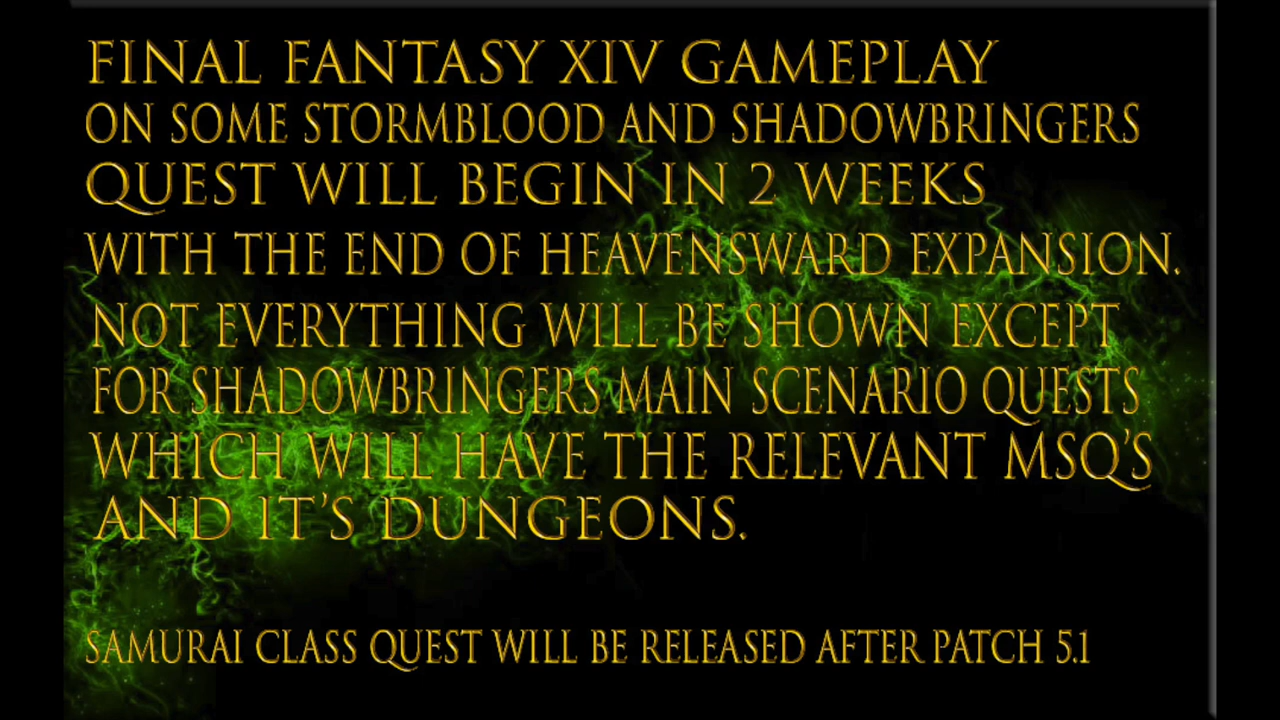 FINAL FANTASY XIV GAMEPLAY
ON SOME STORMBLOOD AND SHADOWBRINGERS
QUEST WILL BEGIN IN 2 WEEKS
WITH THE END OF HEAVENSWARD EXPANSION.
NOT EVERYTHING WILL BE SHOWN EXCEPT
FOR SHADOWBRINGERS MAIN SCENARIO QUESTS
WHICH WILL HAVE THE RELEVANT MSQ'S
AND IT'S DUNGEONS.
SAMURAI CLASS QUEST WILL BE RELEASED AFTER PATCH 5.1